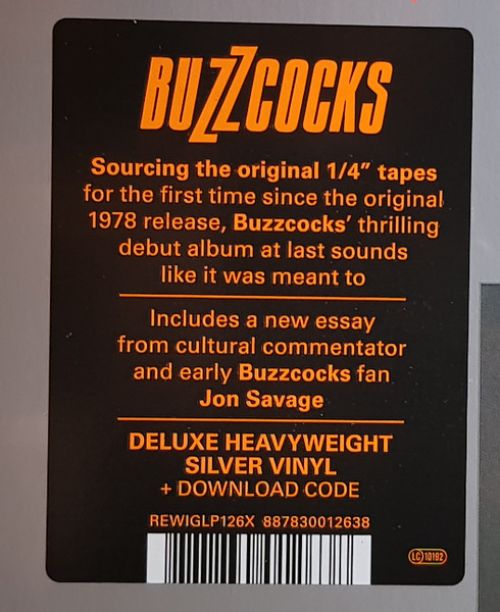 BUZZCOCKS
Sourcing the original 1/4” tapes
for the first time since the original
1978 release, Buzzcocks’ thrilling
debut album at last sounds
like it was meant to
Includes a new essay
from cultural commentator
and early Buzzcocks fan
Jon Savage
DELUXE HEAVYWEIGHT
SILVER VINYL
+ DOWNLOAD CODE
REWIGLP126X 887830012638
LC 10192